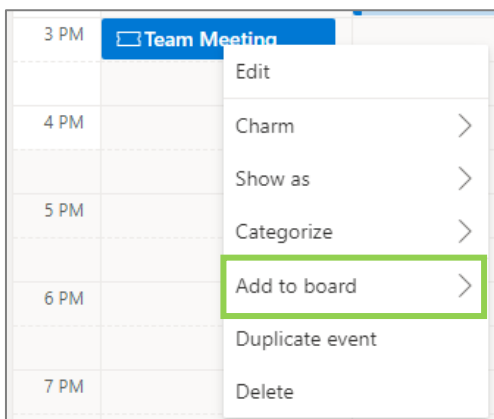 3 PM
Team Meeting
Edit
4 PM
Charm
Show as
5 PM
Categorize
Add to board
6 PM
Duplicate event
7 PM
Delete